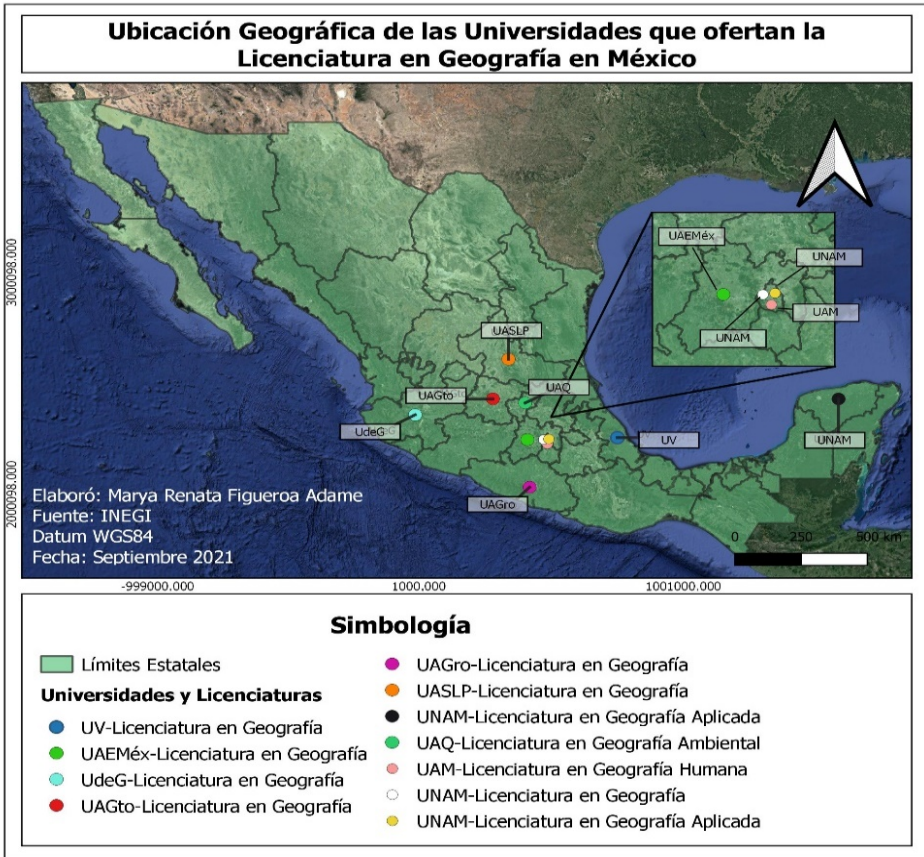 Ubicación Geográfica de las Universidades que ofertan la
Licenciatura en Geografía en México
UAEMéx
UNAM
UNAM
UAM
UASLP
UAGto
UAQ
UdeG
UV
UNAM
UAGro
3000098.000
2000098.000
Elaboró: Marya Renata Figueroa Adame
Fuente: INEGI
Datum WGS84
Fecha: Septiembre 2021
0 250 500 km
-999000.000 1000.000 1001000.000
Simbología
Límites Estatales
Universidades y Licenciaturas
UV-Licenciatura en Geografía
UAEMéx-Licenciatura en Geografía
UdeG-Licenciatura en Geografía
UAGto-Licenciatura en Geografía
UAGro-Licenciatura en Geografía
UASLP-Licenciatura en Geografía
UNAM-Licenciatura en Geografía Aplicada
UAQ-Licenciatura en Geografía Ambiental
UAM-Licenciatura en Geografía Humana
UNAM-Licenciatura en Geografía
UNAM-Licenciatura en Geografía Aplicada